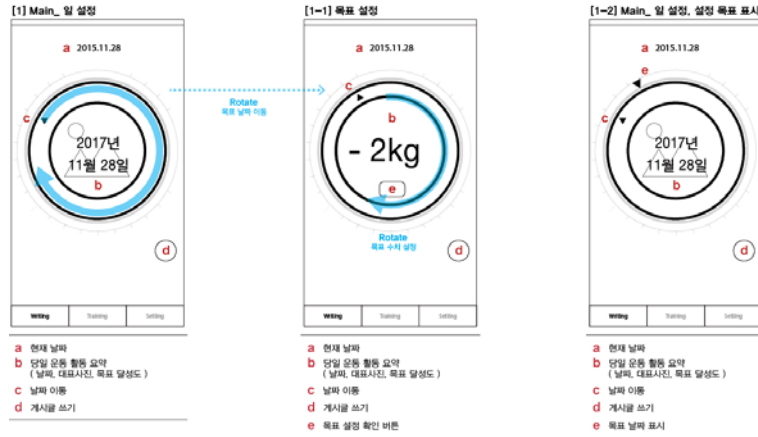 [1] Main_ 일 설정
a 2015.11.28
c
2017년
11월 28일
b
d
Writing Training Setting
a 현재 날짜
b 당일 운동 활동 요약
( 날짜, 대표사진, 목표 달성도 )
c 날짜 이동
d 게시글 쓰기
Rotate
목표 날짜 이동
[1-1] 목표 설정
a 2015.11.28
c
b
- 2kg
e
Rotate
목표 수치 설정
d
Writing Training Setting
a 현재 날짜
b 당일 운동 활동 요약
( 날짜, 대표사진, 목표 달성도 )
c 날짜 이동
d 게시글 쓰기
e 목표 설정 확인 버튼
[1-2] Main_ 일 설정, 설정 목표 표시
a 2015.11.28
e
c
2017년
11월 28일
b
d
Writing Training Setting
a 현재 날짜
b 당일 운동 활동 요약
( 날짜, 대표사진, 목표 달성도 )
c 날짜 이동
d 게시글 쓰기
e 목표 날짜 표시